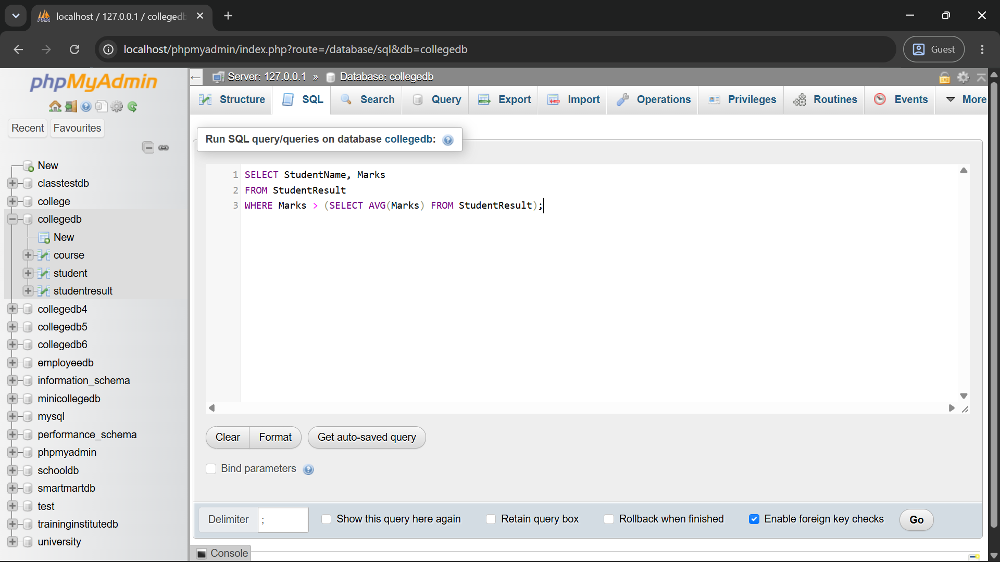 localhost / 127.0.0.1 / collegedb
localhost/phpmyadmin/index.php?route=/database/sql&db=collegedb
Guest
phpMyAdmin
Recent
Favourites
New
classtestdb
college
collegedb
New
course
student
studentresult
collegedb4
collegedb5
collegedb6
employeedb
information_schema
minicollegedb
mysql
performance_schema
phpmyadmin
schooldb
smartmartdb
test
traininginstitutedb
university
Server: 127.0.0.1 » Database: collegedb
Structure
SQL
Search
Query
Export
Import
Operations
Privileges
Routines
Events
More
Run SQL query/queries on database collegedb:
1 SELECT StudentName, Marks
2 FROM StudentResult
3 WHERE Marks > (SELECT AVG(Marks) FROM StudentResult);
Clear
Format
Get auto-saved query
Bind parameters
Delimiter
;
Show this query here again
Retain query box
Rollback when finished
Enable foreign key checks
Go
Console